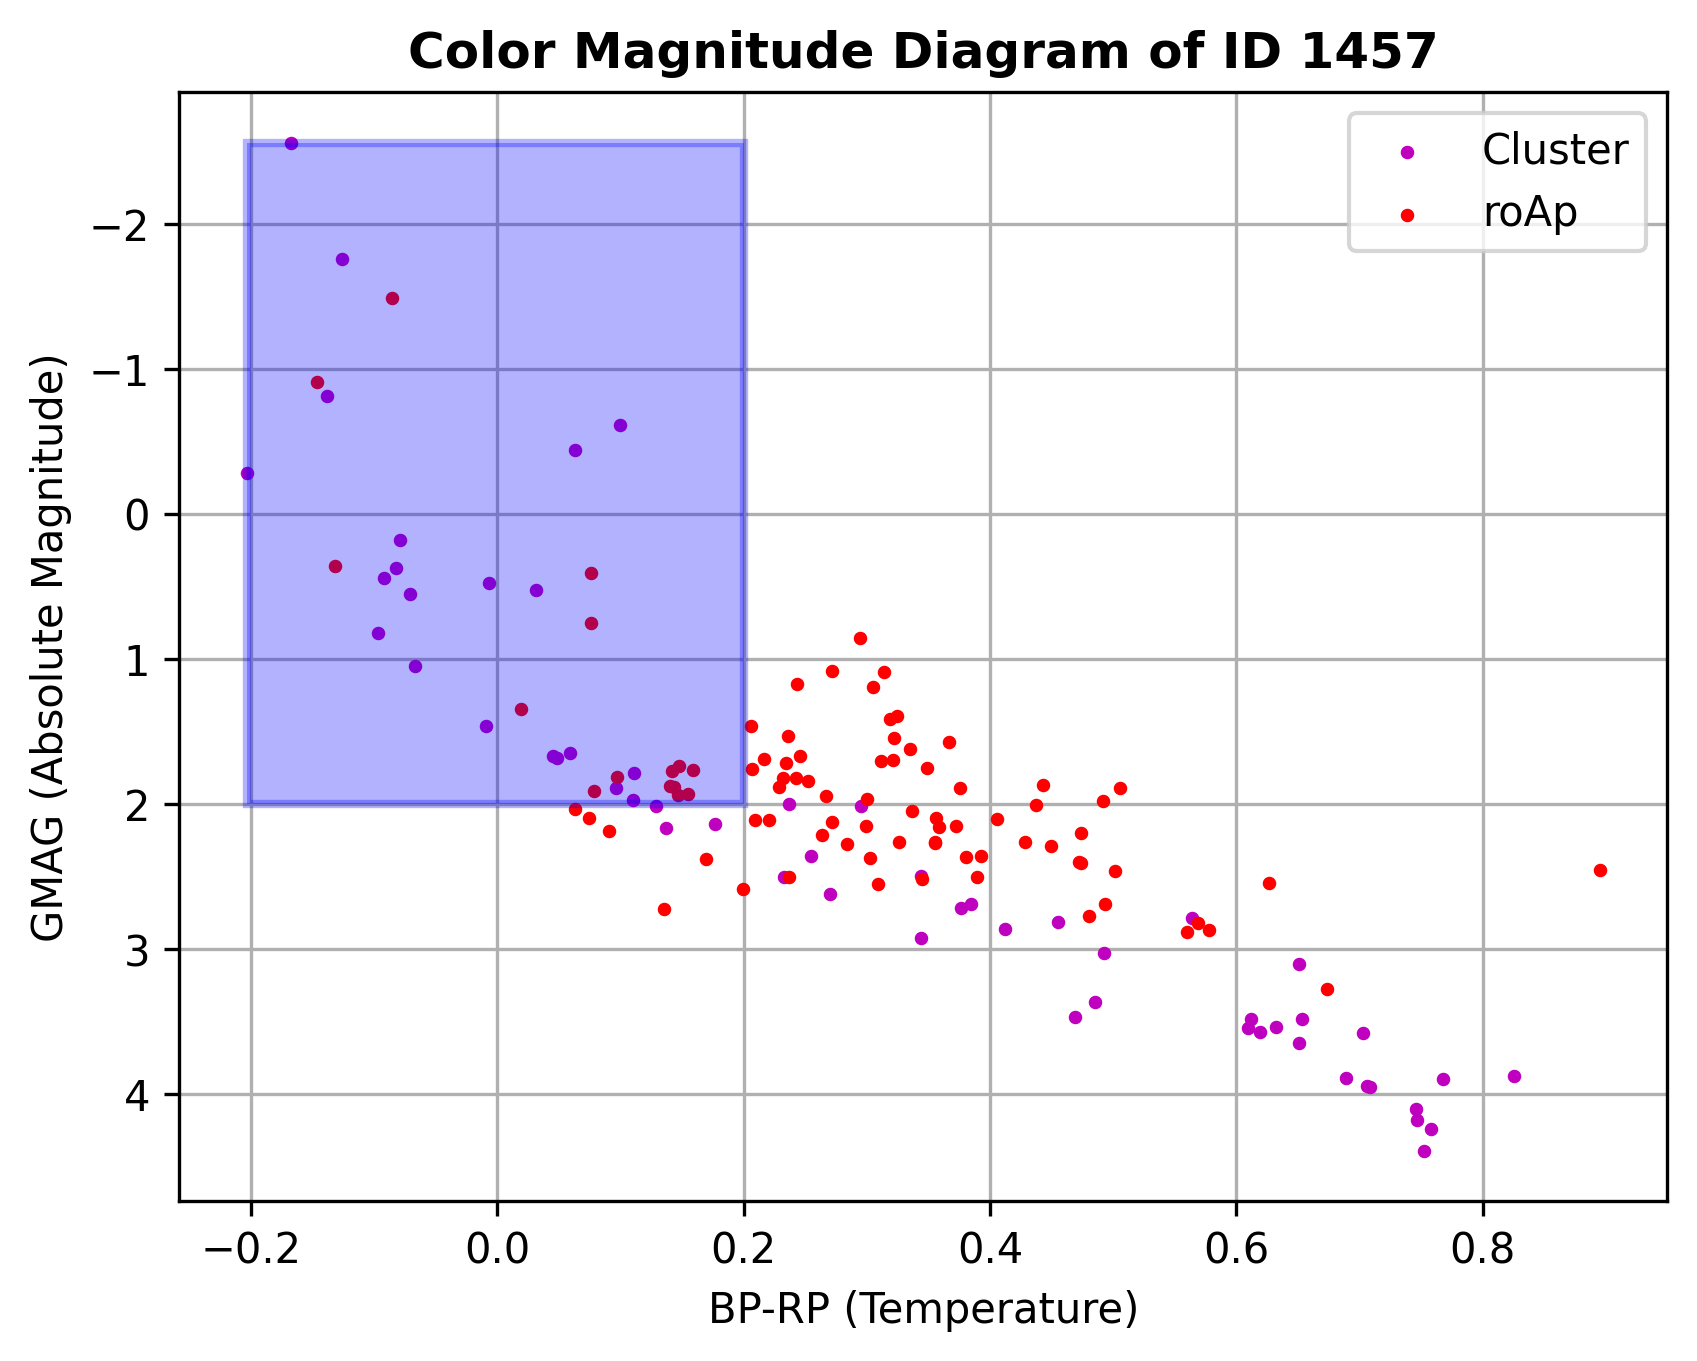 Color Magnitude Diagram of ID 1457
Cluster
roAp
−2
−1
0
1
2
3
4
GMAG (Absolute Magnitude)
−0.2
0.0
0.2
0.4
0.6
0.8
BP-RP (Temperature)